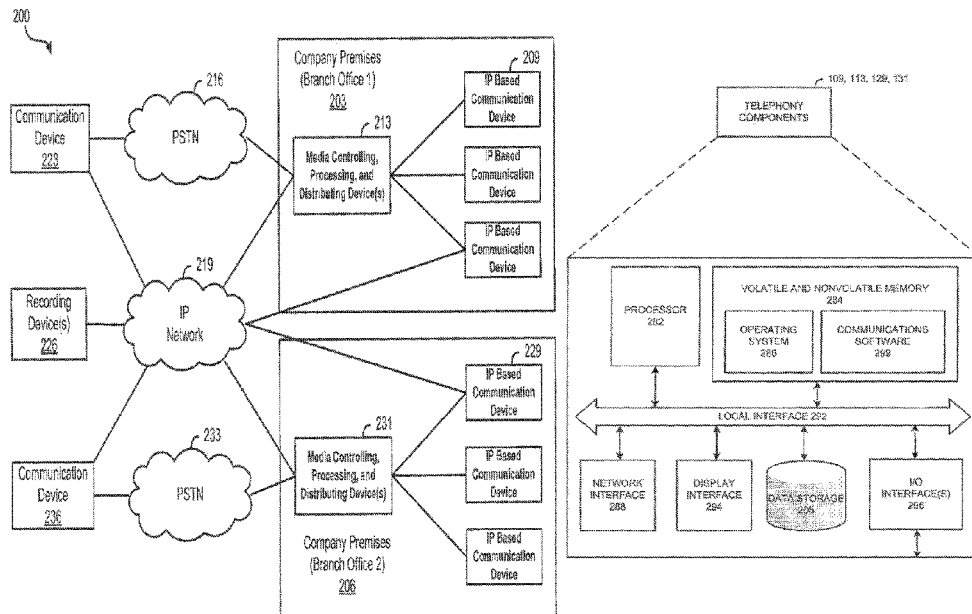 200
Communication
Device
223
216
PSTN
219
IP
Network
Recording
Device(s)
226
Communication
Device
236
233
PSTN
Company Premises
(Branch Office 1)
203
213
Media Controlling,
Processing, and
Distributing Device(s)
209
IP Based
Communication
Device
IP Based
Communication
Device
IP Based
Communication
Device
229
IP Based
Communication
Device
231
Media Controlling,
Processing, and
Distributing Device(s)
IP Based
Communication
Device
IP Based
Communication
Device
Company Premises
(Branch Office 2)
206
109, 113, 129, 131
TELEPHONY
COMPONENTS
PROCESSOR
282
VOLATILE AND NONVOLATILE MEMORY
284
OPERATING
SYSTEM
286
COMMUNICATIONS
SOFTWARE
LOCAL INTERFACE 292
NETWORK
INTERFACE
288
DISPLAY
INTERFACE
294
DATA STORAGE
I/O
INTERFACE(S)
296